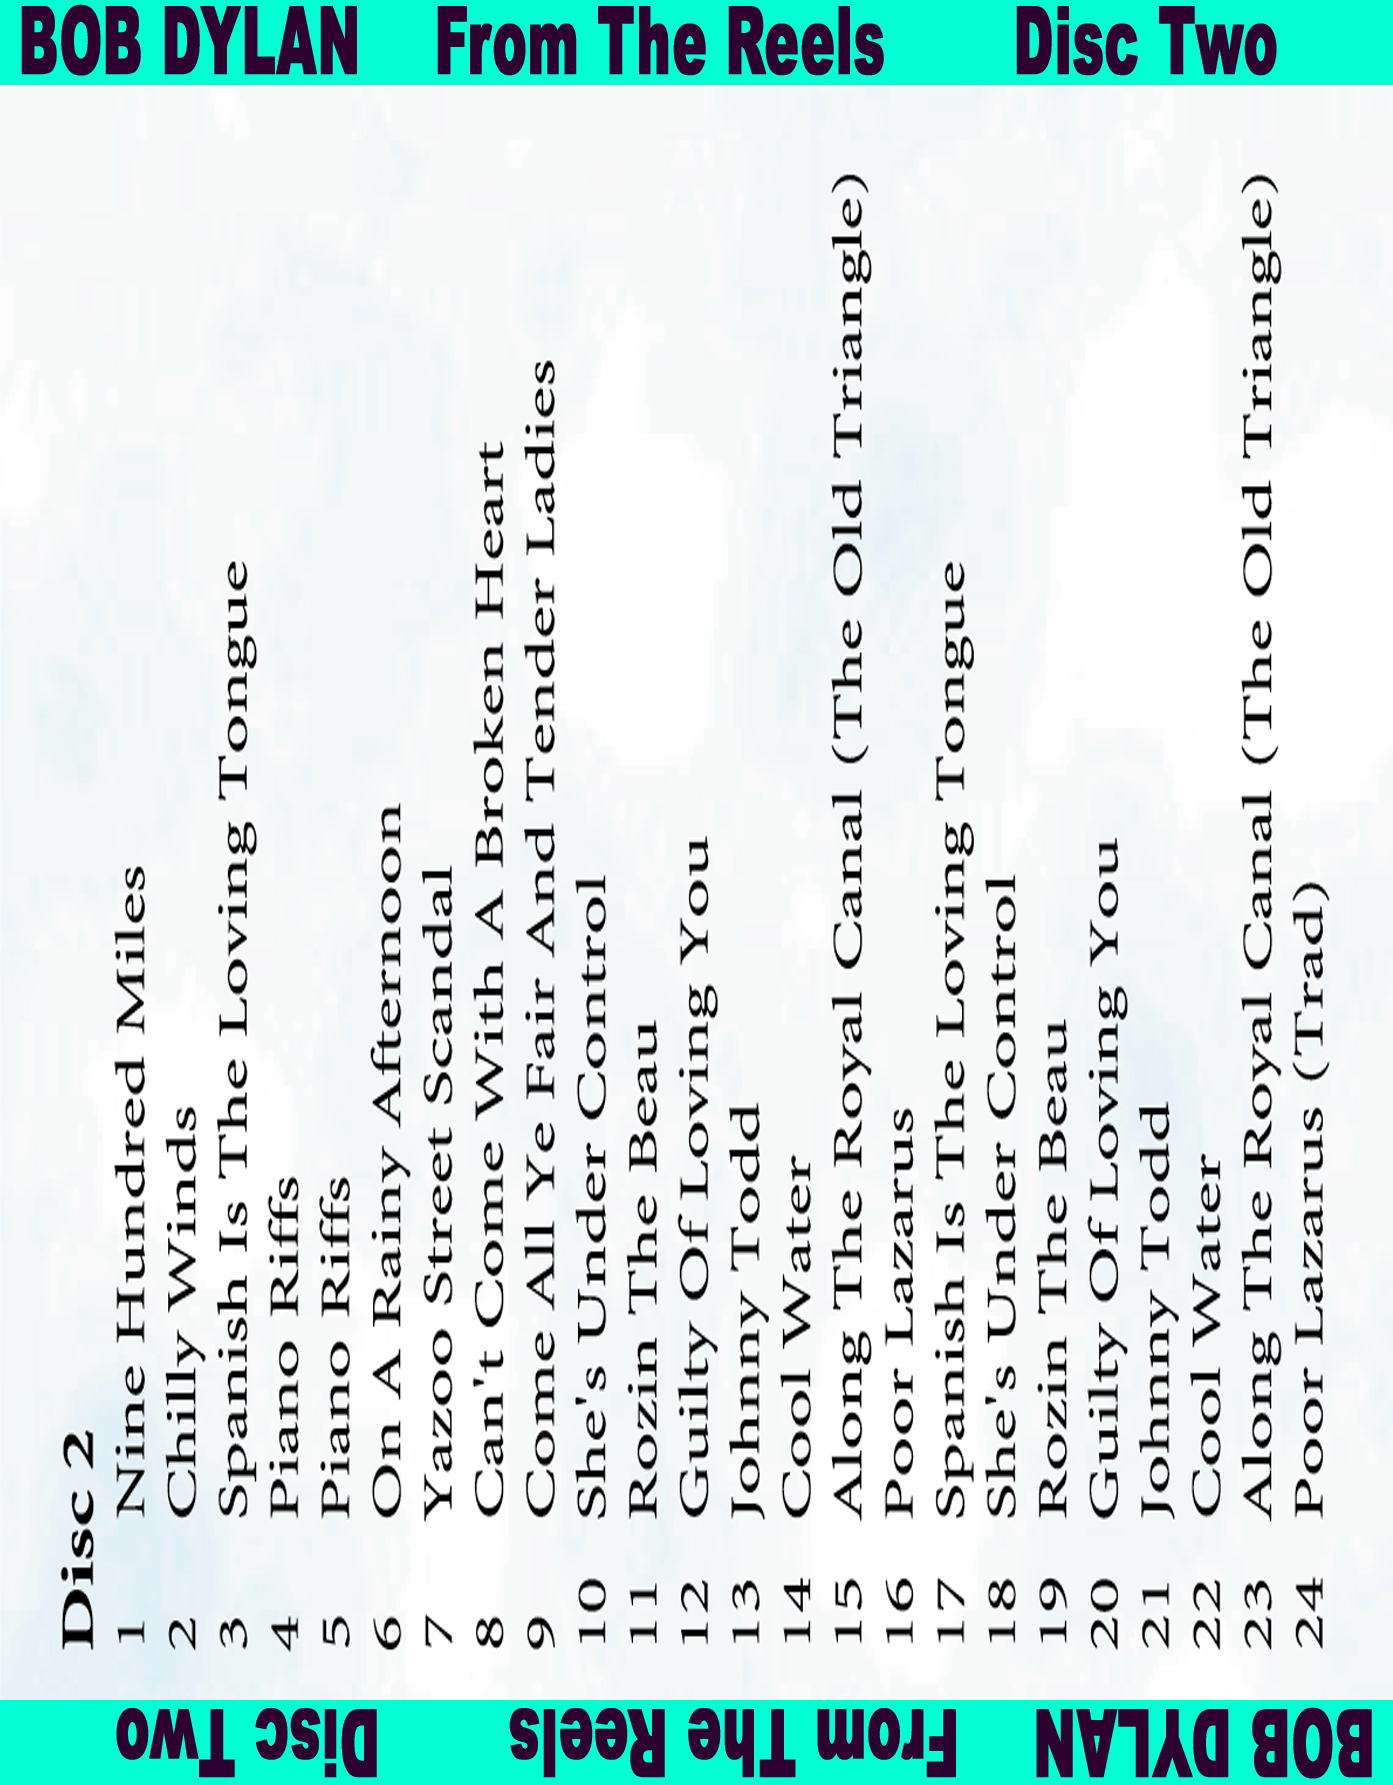 BOB DYLAN From The Reels Disc Two
Disc 2
1 Nine Hundred Miles
2 Chilly Winds
3 Spanish Is The Loving Tongue
4 Piano Riffs
5 Piano Riffs
6 On A Rainy Afternoon
7 Yazoo Street Scandal
8 Can't Come With A Broken Heart
9 Come All Ye Fair And Tender Ladies
10 She's Under Control
11 Rozin The Beau
12 Guilty Of Loving You
13 Johnny Todd
14 Cool Water
15 Along The Royal Canal (The Old Triangle)
16 Poor Lazarus
17 Spanish Is The Loving Tongue
18 She's Under Control
19 Rozin The Beau
20 Guilty Of Loving You
21 Johnny Todd
22 Cool Water
23 Along The Royal Canal (The Old Triangle)
24 Poor Lazarus (Trad)
BOB DYLAN From The Reels Disc Two